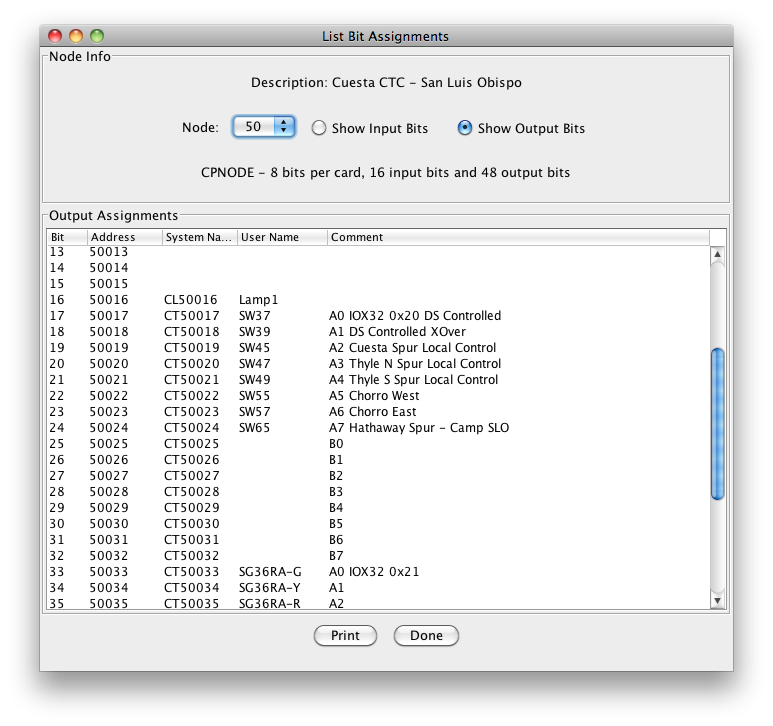 List Bit Assignments
Node Info
Description: Cuesta CTC – San Luis Obispo
Node: 50 Show Input Bits Show Output Bits
CPNODE – 8 bits per card, 16 input bits and 48 output bits
Output Assignments
Bit Address System Na... User Name Comment
13 50013
14 50014
15 50015
16 50016 CL50016 Lamp1
17 50017 CT50017 SW37 A0 IOX32 0x20 DS Controlled
18 50018 CT50018 SW39 A1 DS Controlled XOver
19 50019 CT50019 SW45 A2 Cuesta Spur Local Control
20 50020 CT50020 SW47 A3 Thyle N Spur Local Control
21 50021 CT50021 SW49 A4 Thyle S Spur Local Control
22 50022 CT50022 SW55 A5 Chorro West
23 50023 CT50023 SW57 A6 Chorro East
24 50024 CT50024 SW65 A7 Hathaway Spur – Camp SLO
25 50025 CT50025 B0
26 50026 CT50026 B1
27 50027 CT50027 B2
28 50028 CT50028 B3
29 50029 CT50029 B4
30 50030 CT50030 B5
31 50031 CT50031 B6
32 50032 CT50032 B7
33 50033 CT50033 SG36RA–G A0 IOX32 0x21
34 50034 CT50034 SG36RA–Y A1
35 50035 CT50035 SG36RA–R A2
Print Done